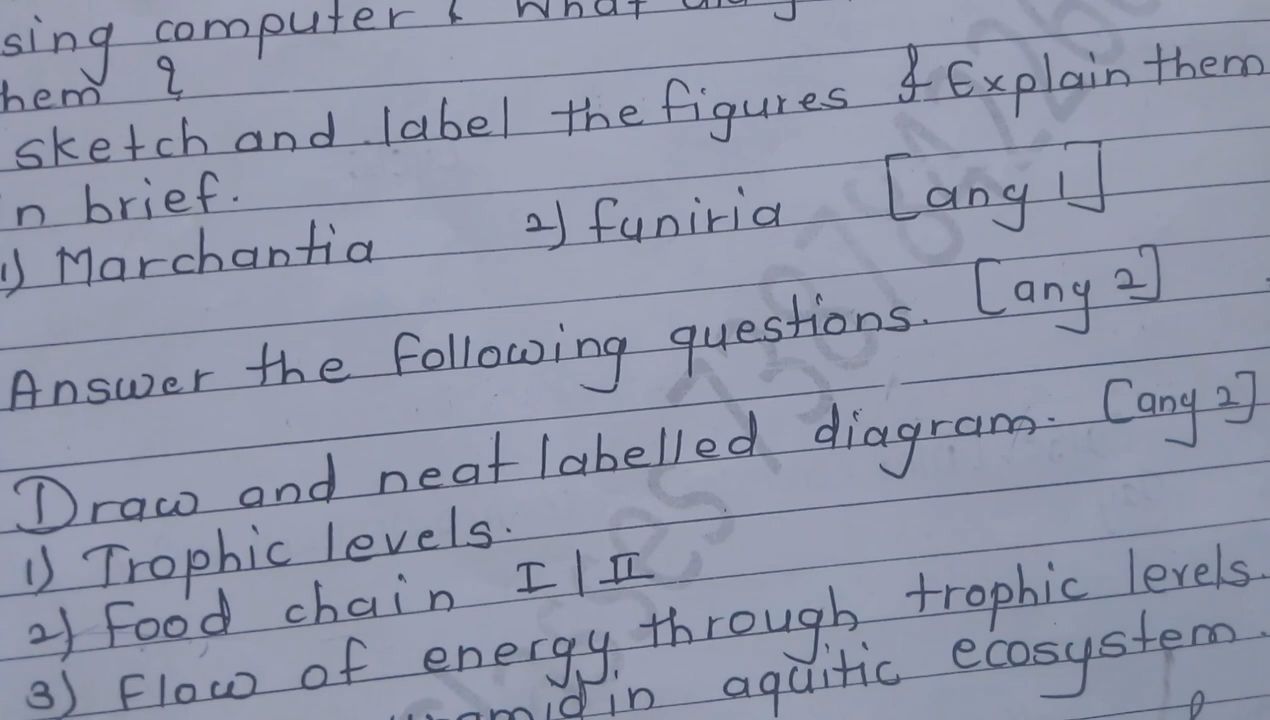 sing computer & What
hem ?
sketch and label the figures & Explain them
n brief.
1) Marchantia 2) funiria [any 1]
Answer the following questions. [any 2]
Draw and neat labelled diagram. [any 2]
1) Trophic levels.
2) Food chain I / II
3) Flow of energy through trophic levels.
in aquitic ecosystem.